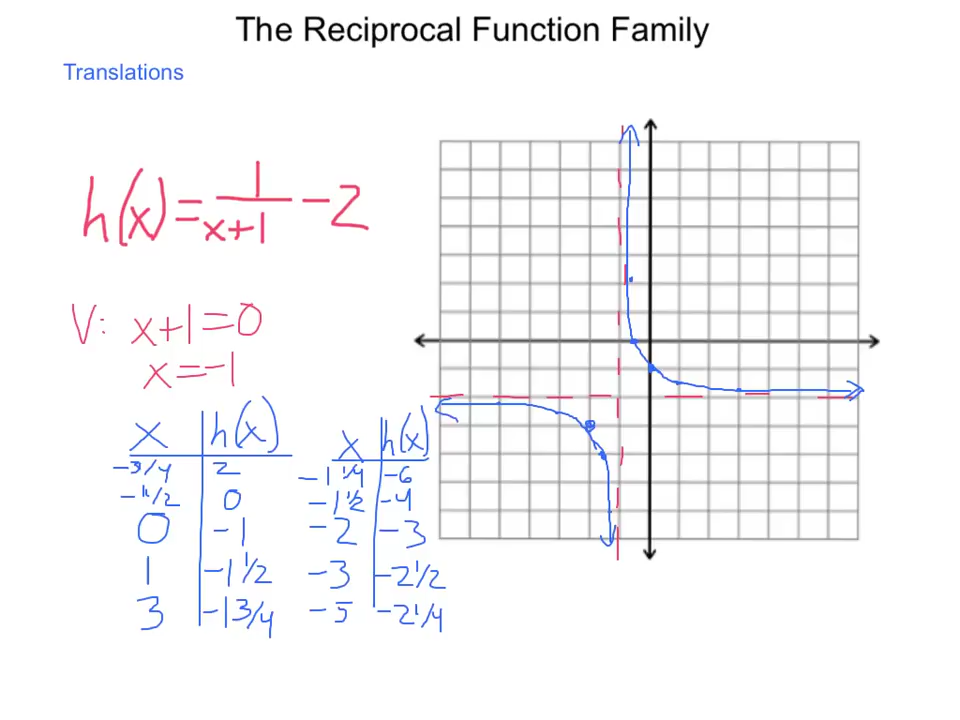 The Reciprocal Function Family
Translations
h(x) = 1/(x+1) - 2
V: x+1=0
x=-1
x | h(x)
-3/4 | 2
-1/2 | 0
0 | -1
1 | -1 1/2
3 | -1 3/4
x | h(x)
-1 1/4 | -6
-1 1/2 | -4
-2 | -3
-3 | -2 1/2
-5 | -2 1/4